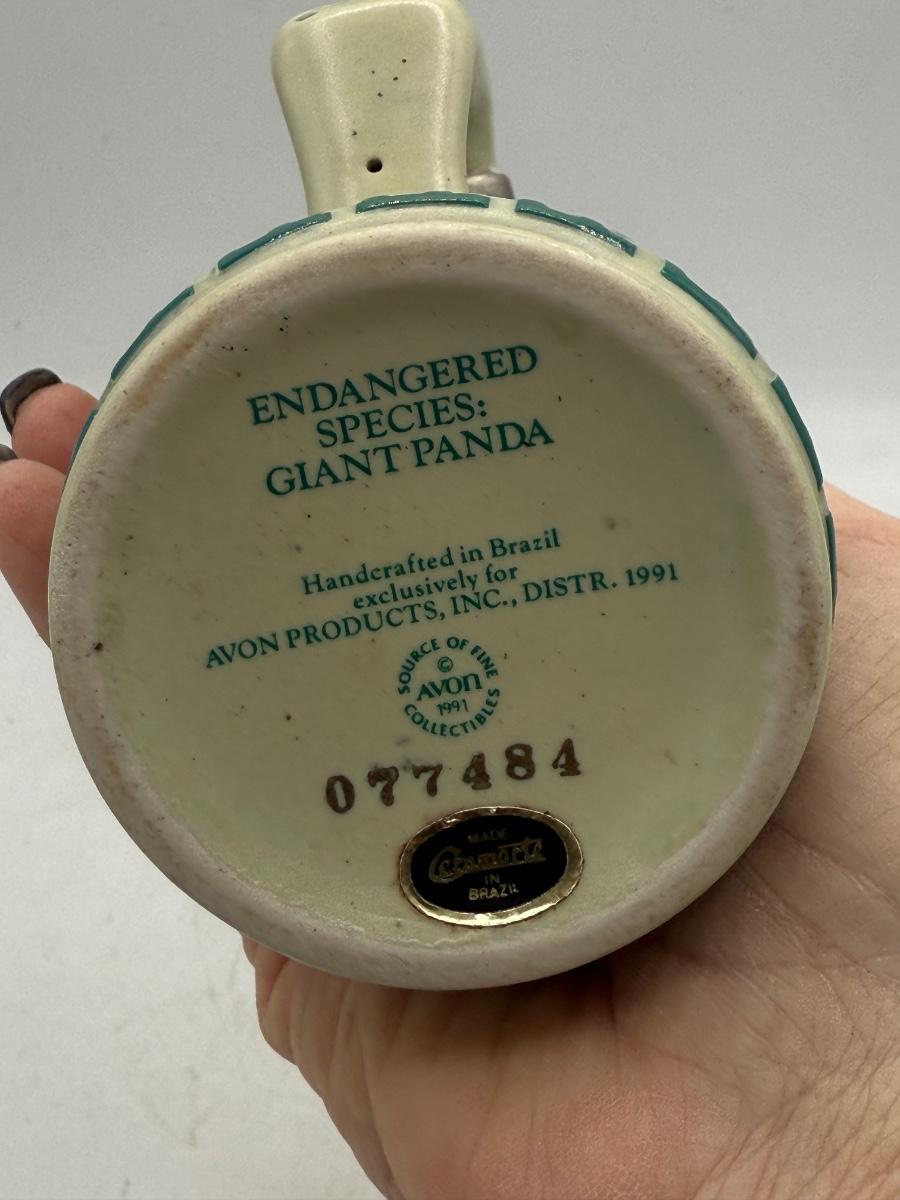 ENDANGERED
SPECIES:
GIANT PANDA
Handcrafted in Brazil
exclusively for
AVON PRODUCTS, INC., DISTR. 1991
SOURCE OF FINE
©
AVON
1991
COLLECTIBLES
077484
MADE
Ceramarte
IN
BRAZIL